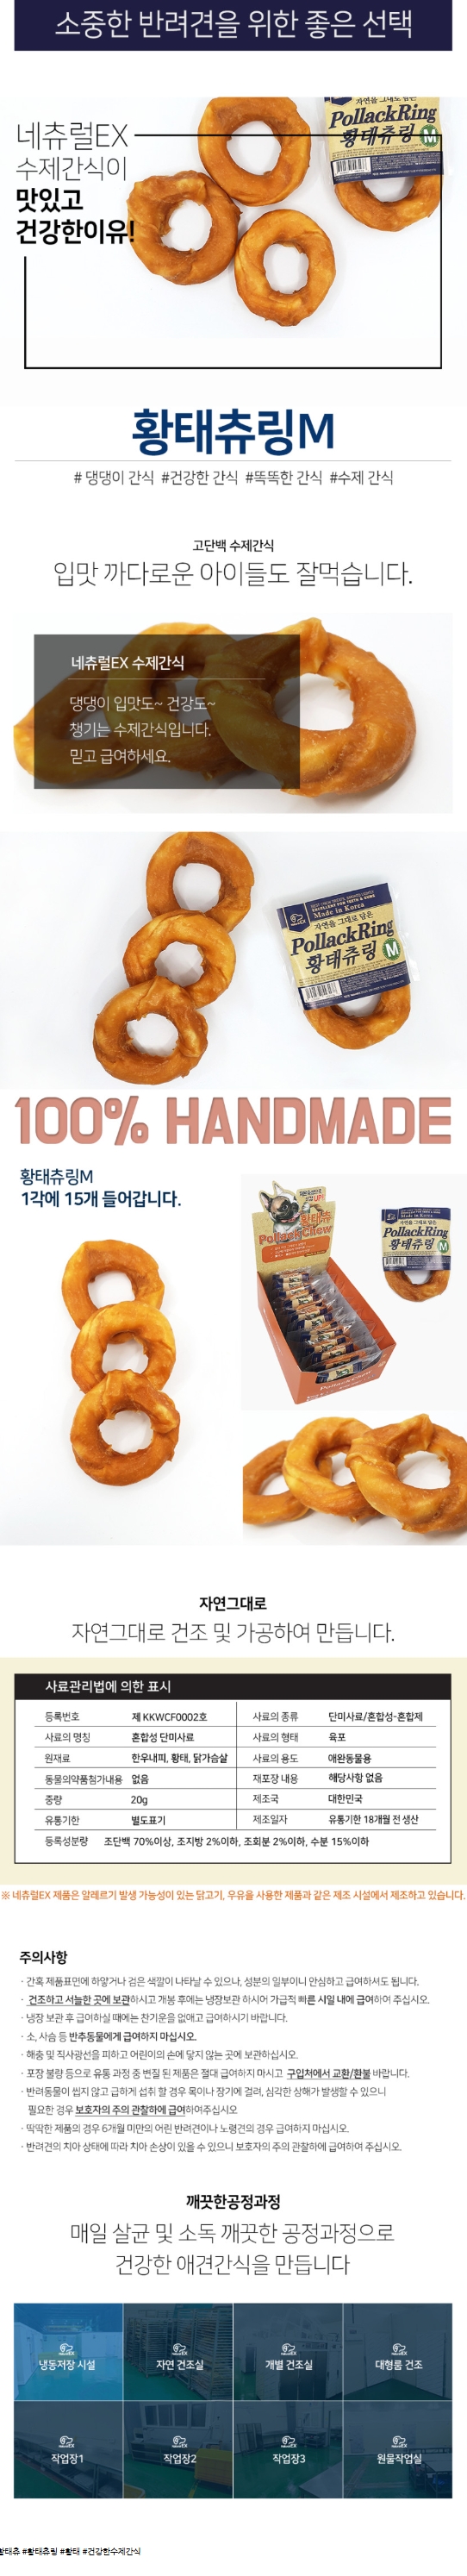 소중한 반려견을 위한 좋은 선택
자연을 그대로 담은
PollackRing
황태츄링 M
네츄럴EX
수제간식이
맛있고
건강한이유!
황태츄링M
# 댕댕이 간식 #건강한 간식 #똑똑한 간식 #수제 간식
고단백 수제간식
입맛 까다로운 아이들도 잘먹습니다.
네츄럴EX 수제간식
댕댕이 입맛도~ 건강도~
챙기는 수제간식입니다.
믿고 급여하세요.
Made in Korea
자연을 그대로 담은
PollackRing
황태츄링 M
100% HANDMADE
황태츄링M
1각에 15개 들어갑니다.
PollackRing
황태츄링 M
자연그대로
자연그대로 건조 및 가공하여 만듭니다.
사료관리법에 의한 표시
등록번호 제 KKWCF0002호 사료의 종류 단미사료/혼합성-혼합제
사료의 명칭 혼합성 단미사료 사료의 형태 육포
원재료 한우내피, 황태, 닭가슴살 사료의 용도 애완동물용
동물의약품첨가내용 없음 재포장 내용 해당사항 없음
중량 20g 제조국 대한민국
유통기한 별도표기 제조일자 유통기한 18개월 전 생산
등록성분량 조단백 70%이상, 조지방 2%이하, 조회분 2%이하, 수분 15%이하
※ 네츄럴EX 제품은 알레르기 발생 가능성이 있는 닭고기, 우유을 사용한 제품과 같은 제조 시설에서 제조하고 있습니다.
주의사항
· 간혹 제품표면에 하얗거나 검은 색깔이 나타날 수 있으나, 성분의 일부이니 안심하고 급여하셔도 됩니다.
· 건조하고 서늘한 곳에 보관하시고 개봉 후에는 냉장보관 하시어 가급적 빠른 시일 내에 급여하여 주십시오.
· 냉장 보관 후 급여하실 때에는 찬기운을 없애고 급여하시기 바랍니다.
· 소, 사슴 등 반추동물에게 급여하지 마십시오.
· 해충 및 직사광선을 피하고 어린이의 손에 닿지 않는 곳에 보관하십시오.
· 포장 불량 등으로 유통 과정 중 변질 된 제품은 절대 급여하지 마시고 구입처에서 교환/환불 바랍니다.
· 반려동물이 씹지 않고 급하게 섭취 할 경우 목이나 장기에 걸려, 심각한 상해가 발생할 수 있으니
필요한 경우 보호자의 주의 관찰하에 급여하여주십시오
· 딱딱한 제품의 경우 6개월 미만의 어린 반려견이나 노령견의 경우 급여하지 마십시오.
· 반려견의 치아 상태에 따라 치아 손상이 있을 수 있으니 보호자의 주의 관찰하에 급여하여 주십시오.
깨끗한공정과정
매일 살균 및 소독 깨끗한 공정과정으로
건강한 애견간식을 만듭니다
냉동저장 시설 자연 건조실 개별 건조실 대형룸 건조
작업장1 작업장2 작업장3 원물작업실
황태츄 #황태츄링 #황태 #건강한수제간식